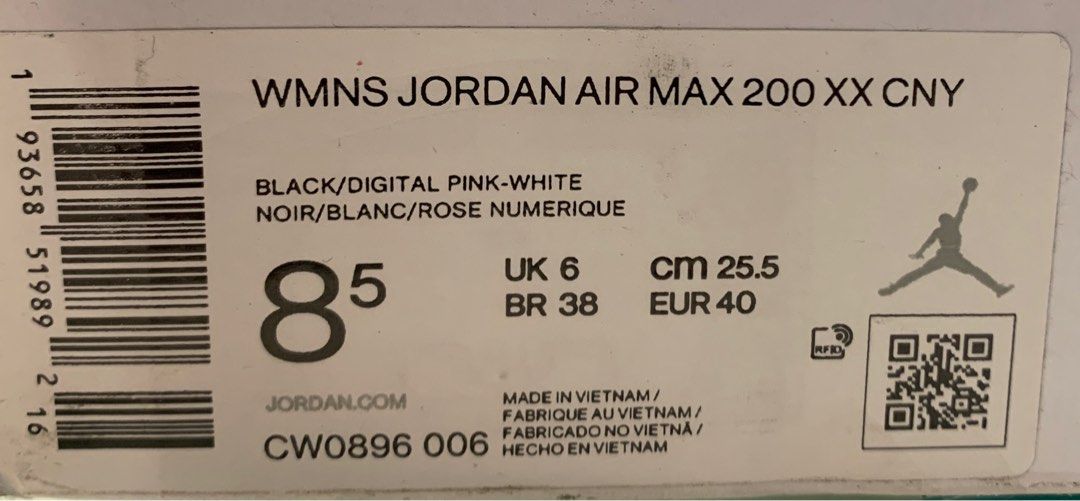 WMNS JORDAN AIR MAX 200 XX CNY
BLACK/DIGITAL PINK-WHITE
NOIR/BLANC/ROSE NUMERIQUE
8 5
UK 6
BR 38
cm 25.5
EUR 40
RFID
JORDAN.COM
CW0896 006
MADE IN VIETNAM /
FABRIQUE AU VIETNAM /
FABRICADO NO VIETNÃ /
HECHO EN VIETNAM
1 93658 51989 2 16